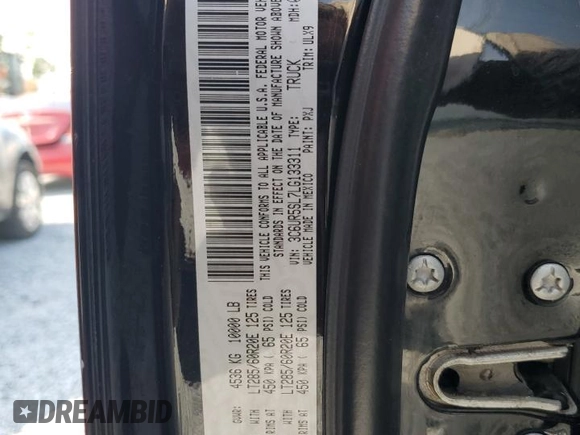 GVWR: 4536 KG 10000 LB
WITH LT285/60R20E 125 TIRES
RIMS AT 450 KPA ( 65 PSI) COLD
WITH LT285/60R20E 125 TIRES
RIMS AT 450 KPA ( 65 PSI) COLD
THIS VEHICLE CONFORMS TO ALL APPLICABLE U.S.A. FEDERAL MOTOR
STANDARDS IN EFFECT ON THE DATE OF MANUFACTURE SHOWN ABOVE
VIN: 3C6UR5SL7LG133311 TYPE: TRUCK MDH:
VEHICLE MADE IN MEXICO PAINT: PXJ TRIM: ULX9
DREAMBID